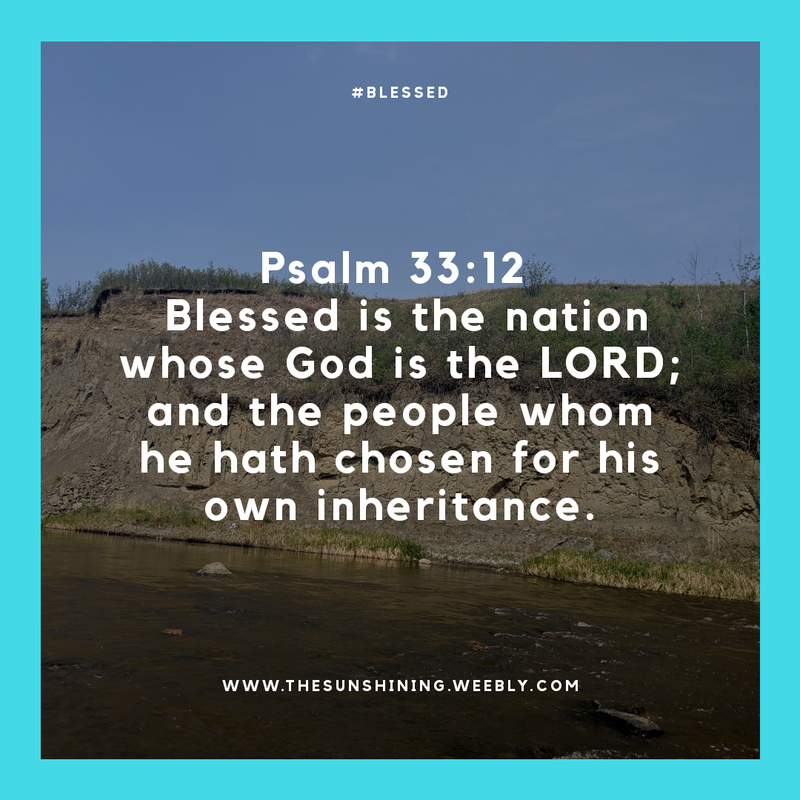 #BLESSED
Psalm 33:12
Blessed is the nation
whose God is the LORD;
and the people whom
he hath chosen for his
own inheritance.
WWW.THESUNSHINING.WEEBLY.COM